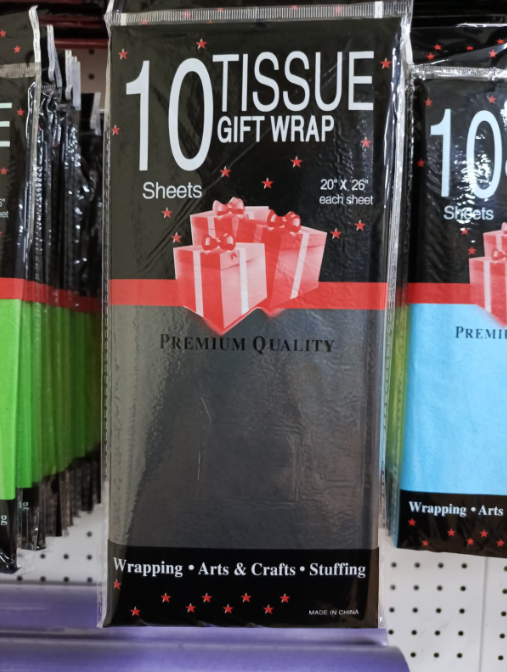 10 TISSUE
GIFT WRAP
Sheets
20" X 26"
each sheet
PREMIUM QUALITY
Wrapping • Arts & Crafts • Stuffing
MADE IN CHINA
10
Sheets
PREMI
Wrapping • Arts
E